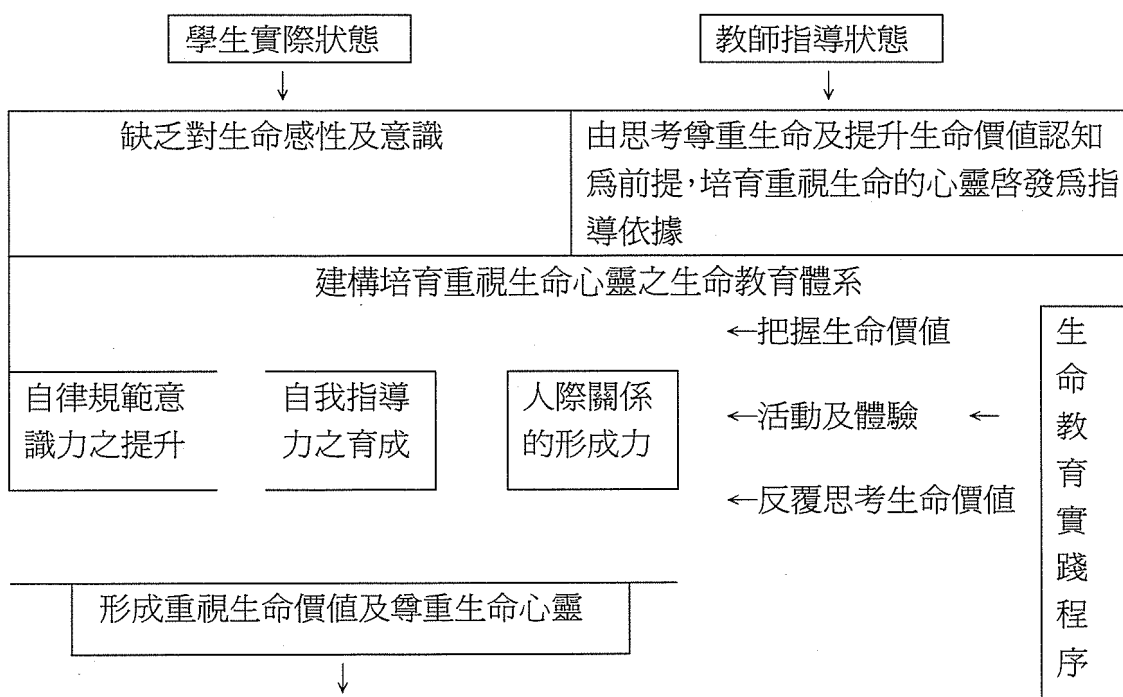 學生實際狀態
教師指導狀態
↓
↓
缺乏對生命感性及意識
由思考尊重生命及提升生命價值認知
爲前提，培育重視生命的心靈啓發爲指
導依據
建構培育重視生命心靈之生命教育體系
←把握生命價值
自律規範意
識力之提升
自我指導
力之育成
人際關係
的形成力
←活動及體驗
←
←反覆思考生命價值
生
命
教
育
實
踐
程
序
形成重視生命價值及尊重生命心靈
↓